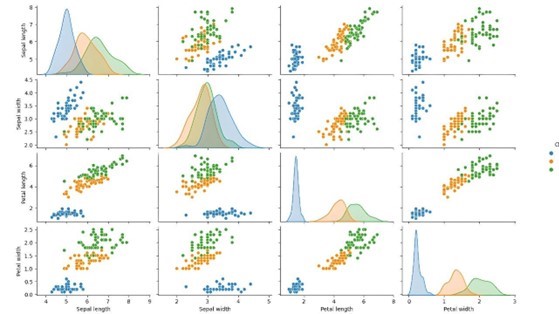 8
7
6
5
Sepal length
4.5
4.0
3.5
3.0
2.5
2.0
Sepal width
6
4
2
Petal length
2.5
2.0
1.5
1.0
0.5
0.0
Petal width
4 5 6 7 8 9
2 3 4 5
2 4 6 8
0 1 2 3
Sepal length Sepal width Petal length Petal width